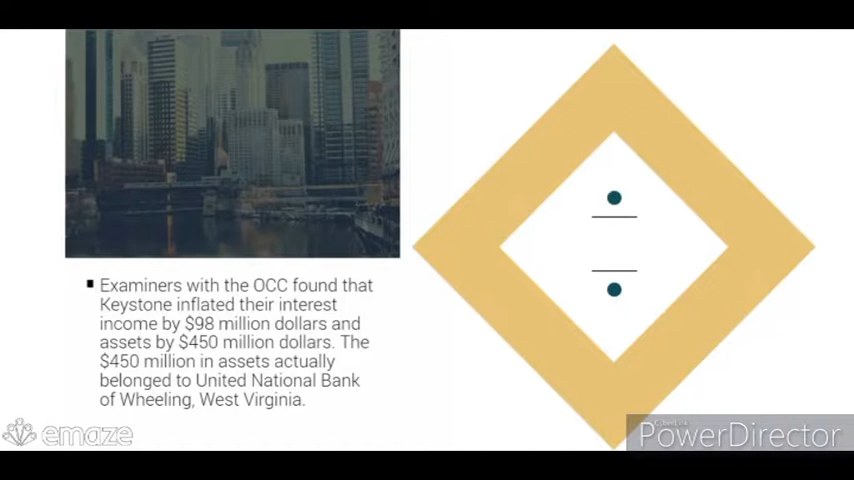 Examiners with the OCC found that
Keystone inflated their interest
income by $98 million dollars and
assets by $450 million dollars. The
$450 million in assets actually
belonged to United National Bank
of Wheeling, West Virginia.
emaze
CyberLink
PowerDirector